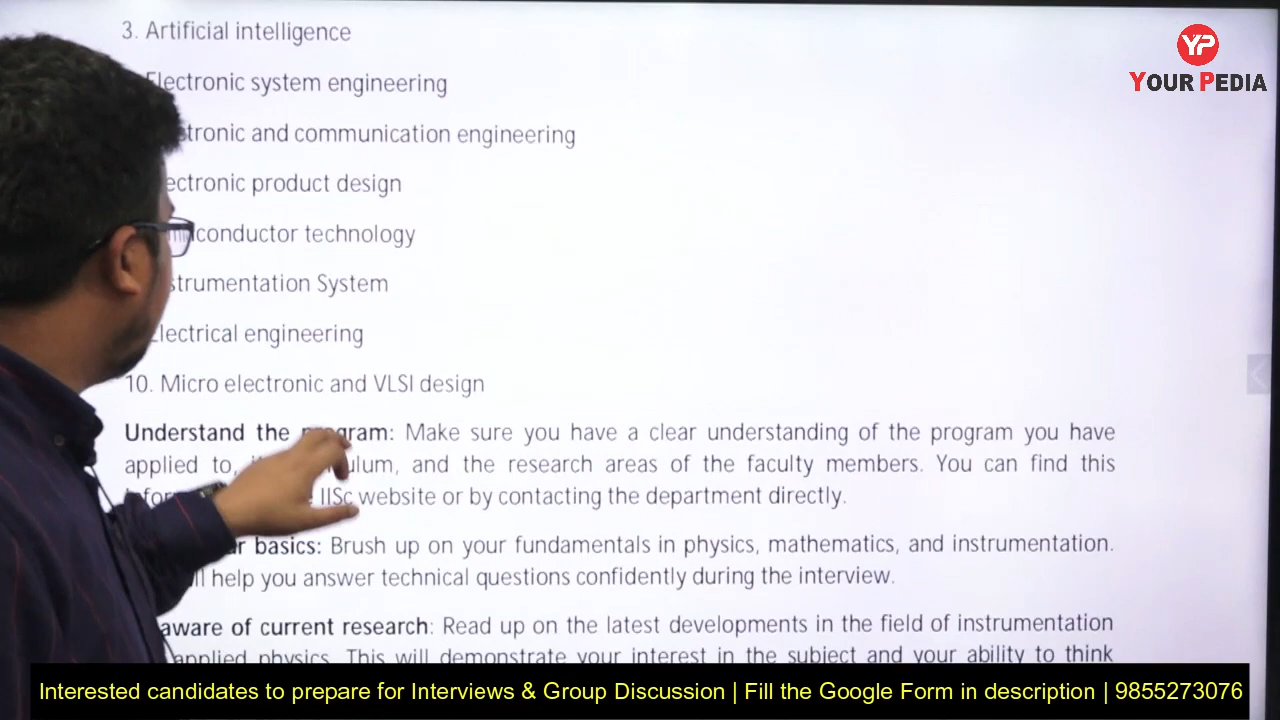 3. Artificial intelligence
YP
YOUR PEDIA
Electronic system engineering
tronic and communication engineering
ectronic product design
conductor technology
strumentation System
Electrical engineering
10. Micro electronic and VLSI design
Understand the program: Make sure you have a clear understanding of the program you have
applied to, ulum, and the research areas of the faculty members. You can find this
IISc website or by contacting the department directly.
basics: Brush up on your fundamentals in physics, mathematics, and instrumentation.
help you answer technical questions confidently during the interview.
aware of current research: Read up on the latest developments in the field of instrumentation
applied physics. This will demonstrate your interest in the subject and your ability to think
Interested candidates to prepare for Interviews & Group Discussion | Fill the Google Form in description | 9855273076